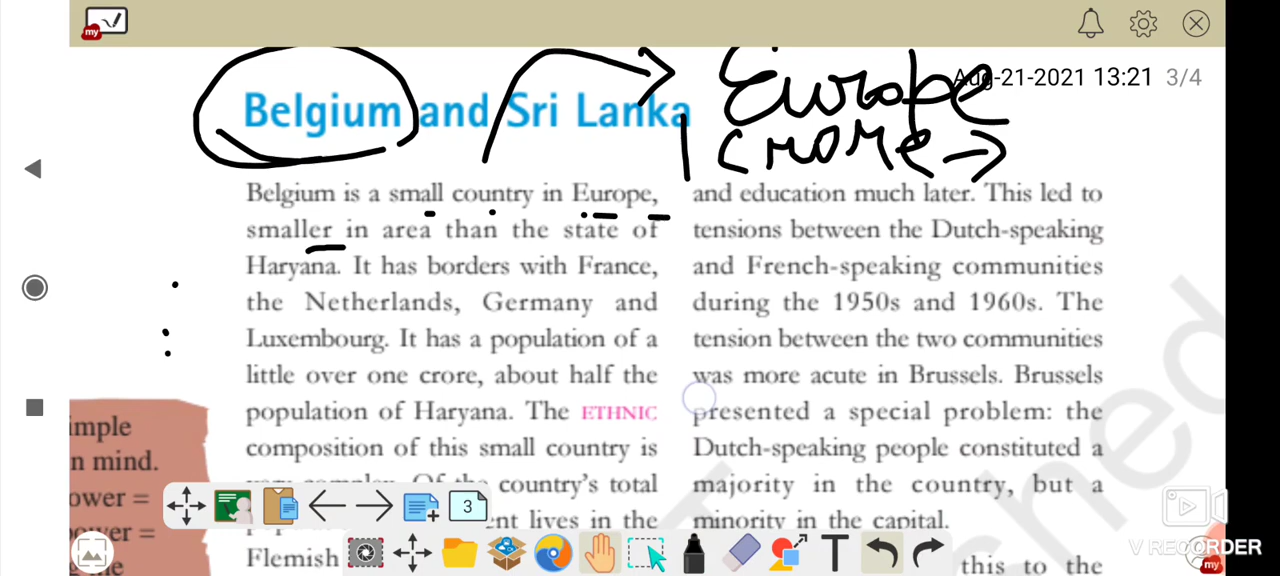 my
Aug-21-2021 13:21 3/4
Belgium and Sri Lanka
Europe
crore →
Belgium is a small country in Europe,
smaller in area than the state of
Haryana. It has borders with France,
the Netherlands, Germany and
Luxembourg. It has a population of a
little over one crore, about half the
population of Haryana. The ETHNIC
composition of this small country is
country's total
lives in the
Flemish
and education much later. This led to
tensions between the Dutch-speaking
and French-speaking communities
during the 1950s and 1960s. The
tension between the two communities
was more acute in Brussels. Brussels
presented a special problem: the
Dutch-speaking people constituted a
majority in the country, but a
minority in the capital.
this to the
imple
n mind.
ower =
ower =
3
T
V RECORDER
my